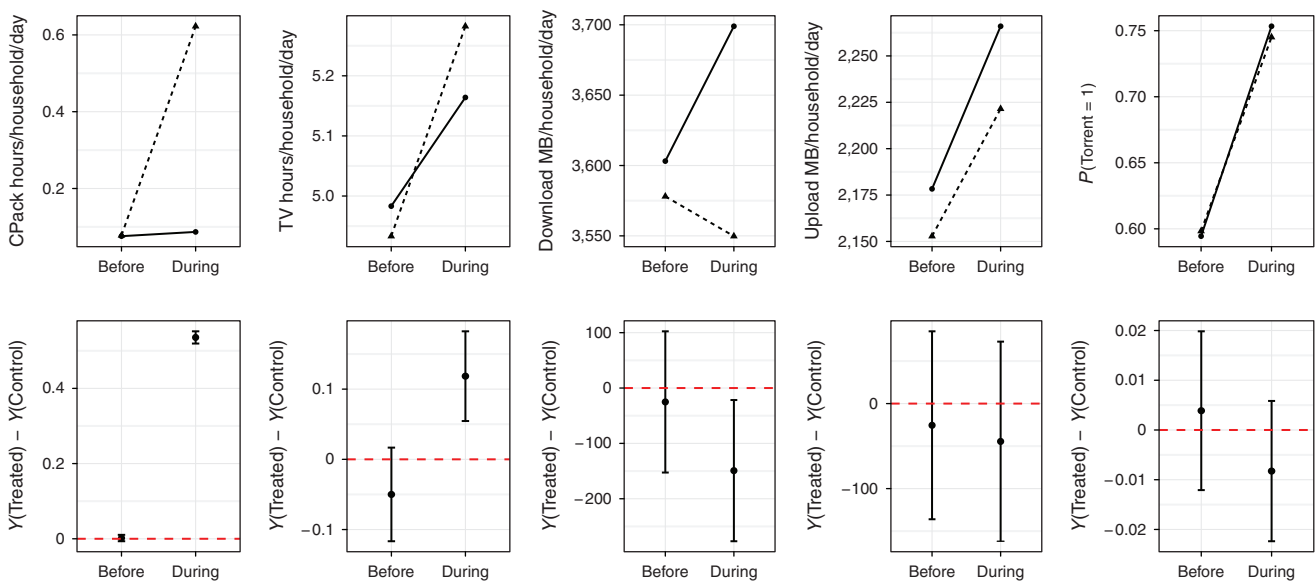 CPack hours/household/day
0.6
0.4
0.2
Before During
TV hours/household/day
5.2
5.1
5.0
Before During
Download MB/household/day
3,700
3,650
3,600
3,550
Before During
Upload MB/household/day
2,250
2,225
2,200
2,175
2,150
Before During
P(Torrent = 1)
0.75
0.70
0.65
0.60
Before During
Y(Treated) − Y(Control)
0.4
0.2
0
Before During
Y(Treated) − Y(Control)
0.1
0
−0.1
Before During
Y(Treated) − Y(Control)
100
0
−100
−200
Before During
Y(Treated) − Y(Control)
0
−100
Before During
Y(Treated) − Y(Control)
0.02
0.01
0
−0.01
−0.02
Before During